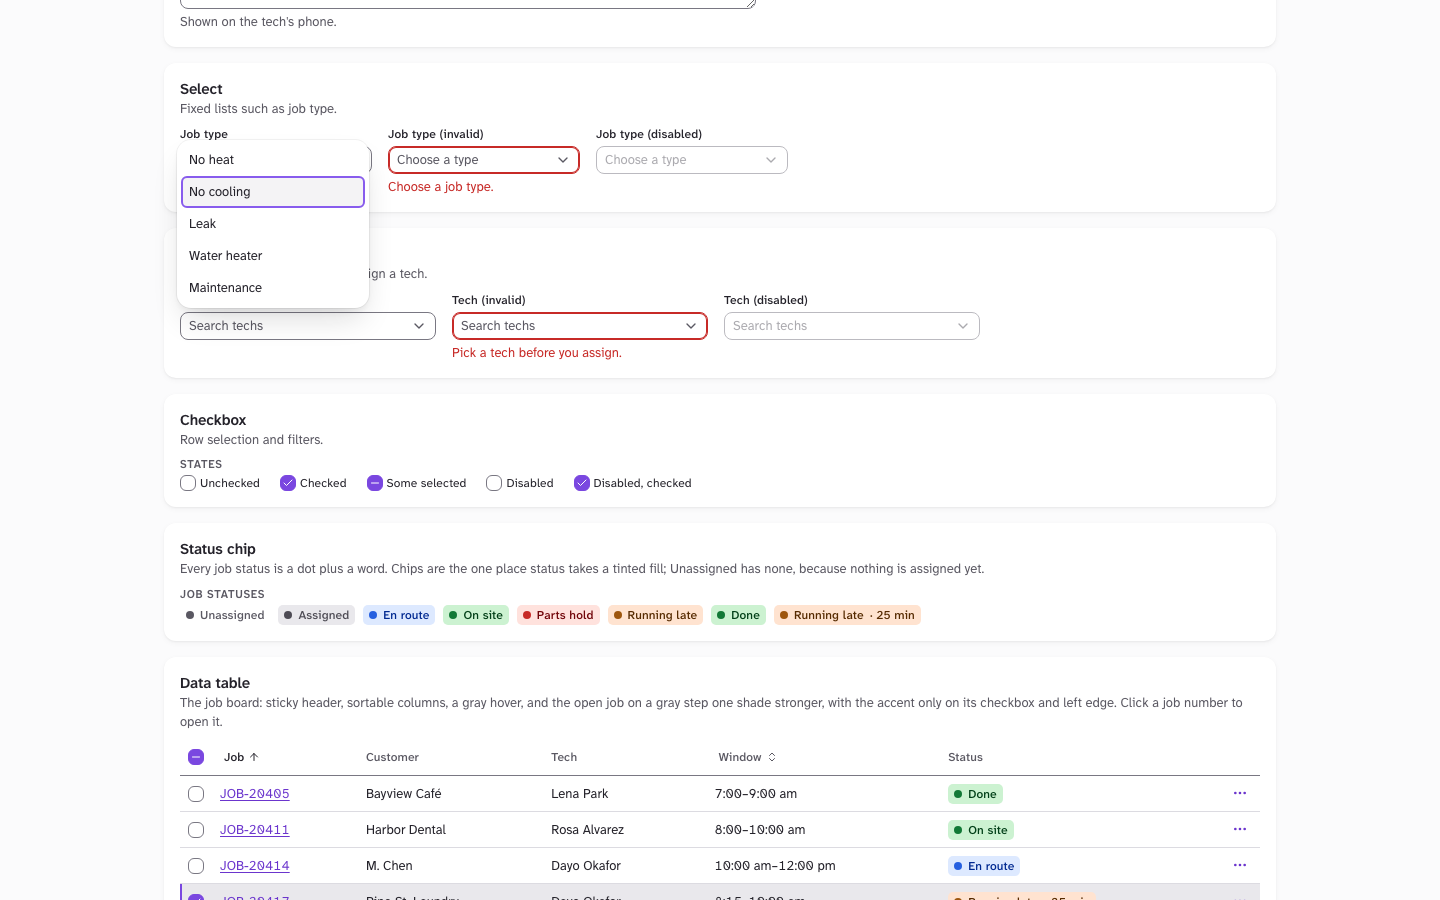 Shown on the tech's phone.
Select
Fixed lists such as job type.
Job type
Job type (invalid)
Job type (disabled)
No heat
Choose a type
Choose a type
No cooling
Choose a job type.
Leak
Water heater
Maintenance
ign a tech.
Tech (invalid)
Tech (disabled)
Search techs
Search techs
Search techs
Pick a tech before you assign.
Checkbox
Row selection and filters.
STATES
Unchecked
Checked
Some selected
Disabled
Disabled, checked
Status chip
Every job status is a dot plus a word. Chips are the one place status takes a tinted fill; Unassigned has none, because nothing is assigned yet.
JOB STATUSES
Unassigned
Assigned
En route
On site
Parts hold
Running late
Done
Running late · 25 min
Data table
The job board: sticky header, sortable columns, a gray hover, and the open job on a gray step one shade stronger, with the accent only on its checkbox and left edge. Click a job number to
open it.
Job Customer Tech Window Status
JOB-20405 Bayview Café Lena Park 7:00–9:00 am Done
JOB-20411 Harbor Dental Rosa Alvarez 8:00–10:00 am On site
JOB-20414 M. Chen Dayo Okafor 10:00 am–12:00 pm En route